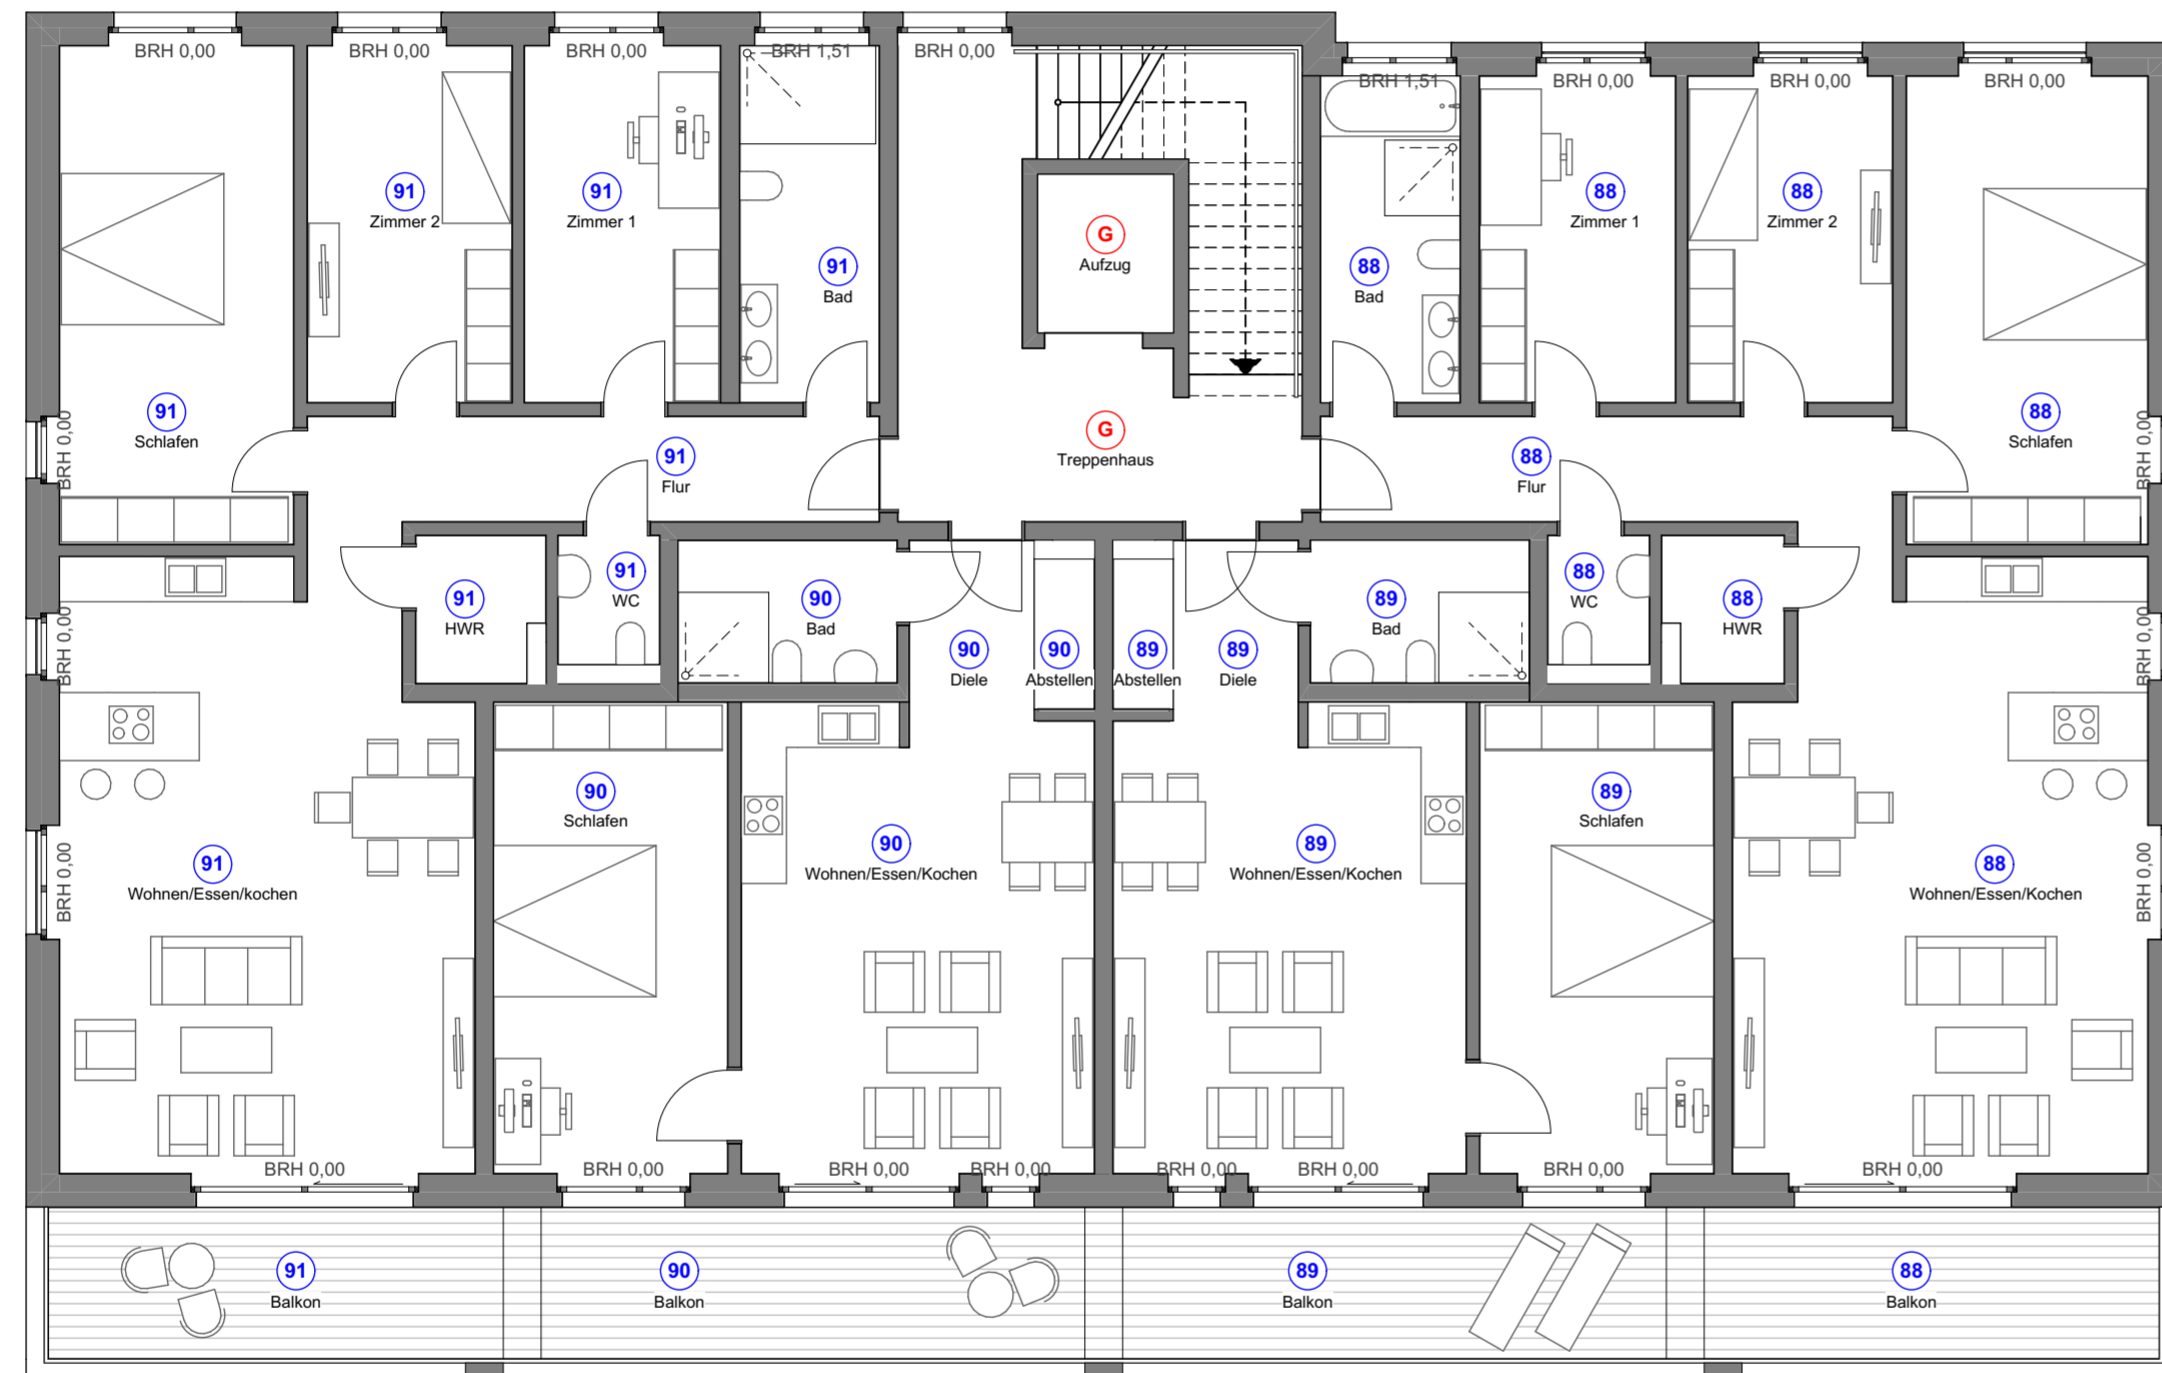 BRH 0,00
BRH 0,00
BRH 0,00
BRH 1,51
BRH 0,00
BRH 1,51
BRH 0,00
BRH 0,00
BRH 0,00
91
Zimmer 2
91
Zimmer 1
91
Bad
G
Aufzug
88
Bad
88
Zimmer 1
88
Zimmer 2
91
Schlafen
88
Schlafen
BRH 0,00
BRH 0,00
91
Flur
G
Treppenhaus
88
Flur
91
HWR
91
WC
90
Bad
90
Diele
90
Abstellen
89
Abstellen
89
Diele
89
Bad
88
WC
88
HWR
BRH 0,00
BRH 0,00
90
Schlafen
89
Schlafen
91
Wohnen/Essen/kochen
90
Wohnen/Essen/Kochen
89
Wohnen/Essen/Kochen
88
Wohnen/Essen/Kochen
BRH 0,00
BRH 0,00
BRH 0,00
BRH 0,00
BRH 0,00
BRH 0,00
BRH 0,00
BRH 0,00
BRH 0,00
BRH 0,00
91
Balkon
90
Balkon
89
Balkon
88
Balkon